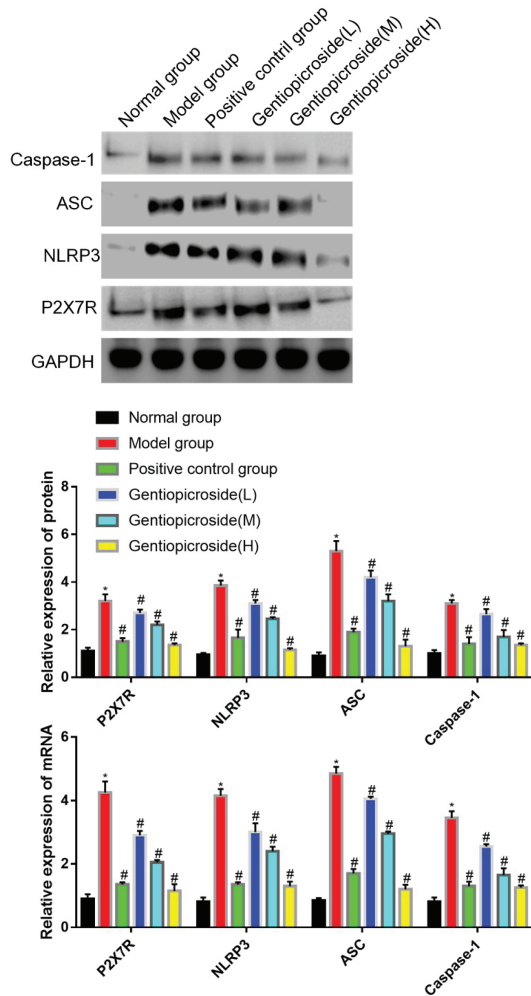 Normal group
Model group
Positive contril group
Gentiopicroside(L)
Gentiopicroside(M)
Gentiopicroside(H)
Caspase-1
ASC
NLRP3
P2X7R
GAPDH
Normal group
Model group
Positive control group
Gentiopicroside(L)
Gentiopicroside(M)
Gentiopicroside(H)
Relative expression of protein
8
6
4
2
0
* # # # #
* # # # #
* # # # #
* # # # #
P2X7R
NLRP3
ASC
Caspase-1
Relative expression of mRNA
6
4
2
0
* # # # #
* # # # #
* # # # #
* # # # #
P2X7R
NLRP3
ASC
Caspase-1